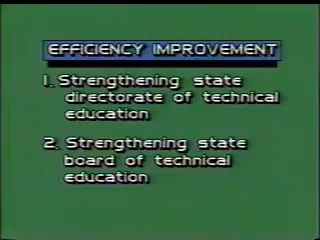 EFFICIENCY IMPROVEMENT
1. Strengthening state
directorate of technical
education
2. Strengthening state
board of technical
education